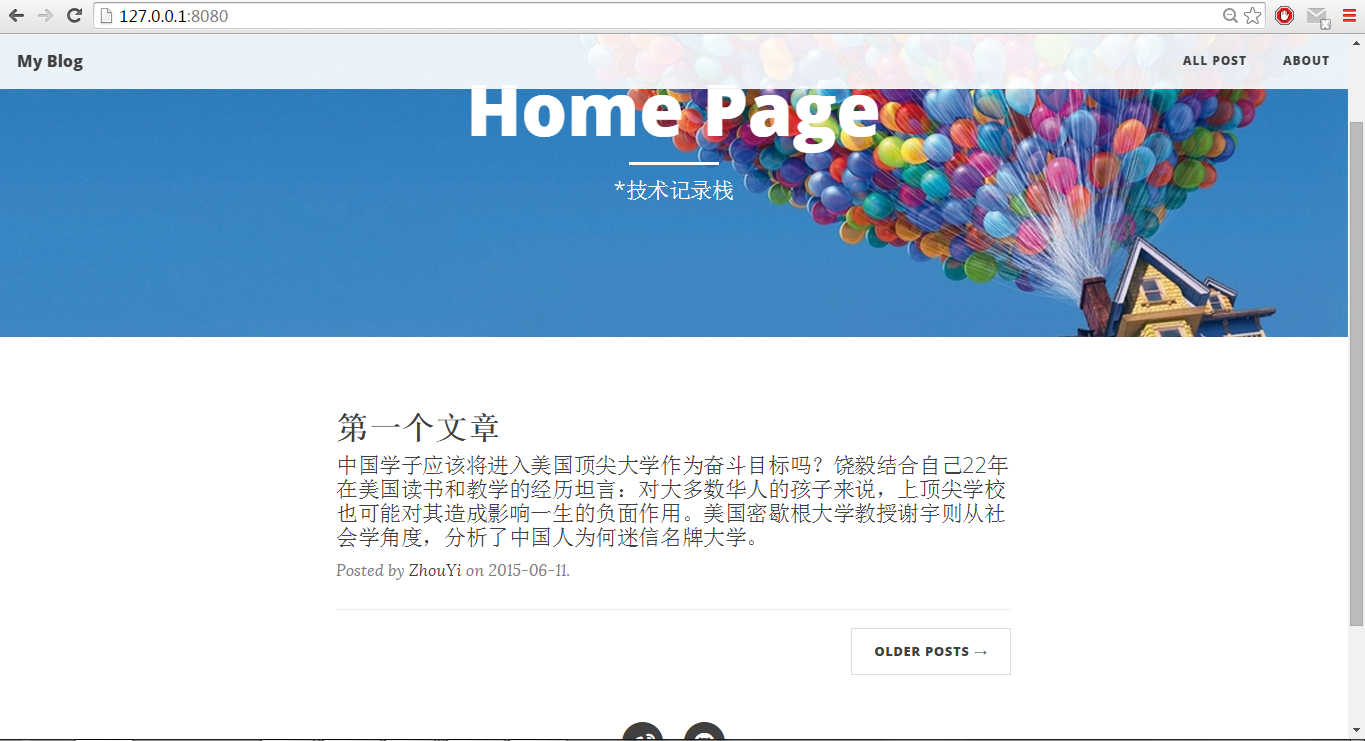 127.0.0.1:8080
My Blog
ALL POST
ABOUT
Home Page
*技术记录栈
第一个文章
中国学子应该将进入美国顶尖大学作为奋斗目标吗？饶毅结合自己22年
在美国读书和教学的经历坦言：对大多数华人的孩子来说，上顶尖学校
也可能对其造成影响一生的负面作用。美国密歇根大学教授谢宇则从社
会学角度，分析了中国人为何迷信名牌大学。
Posted by ZhouYi on 2015-06-11.
OLDER POSTS →